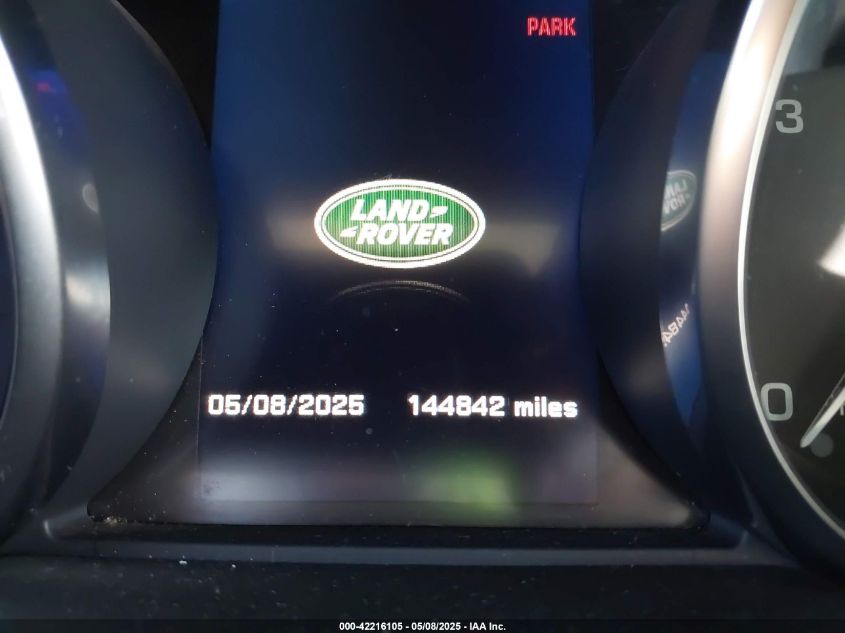 PARK
LAND
ROVER
05/08/2025 144842 miles
3
0
000-42216105 - 05/08/2025 - IAA Inc.